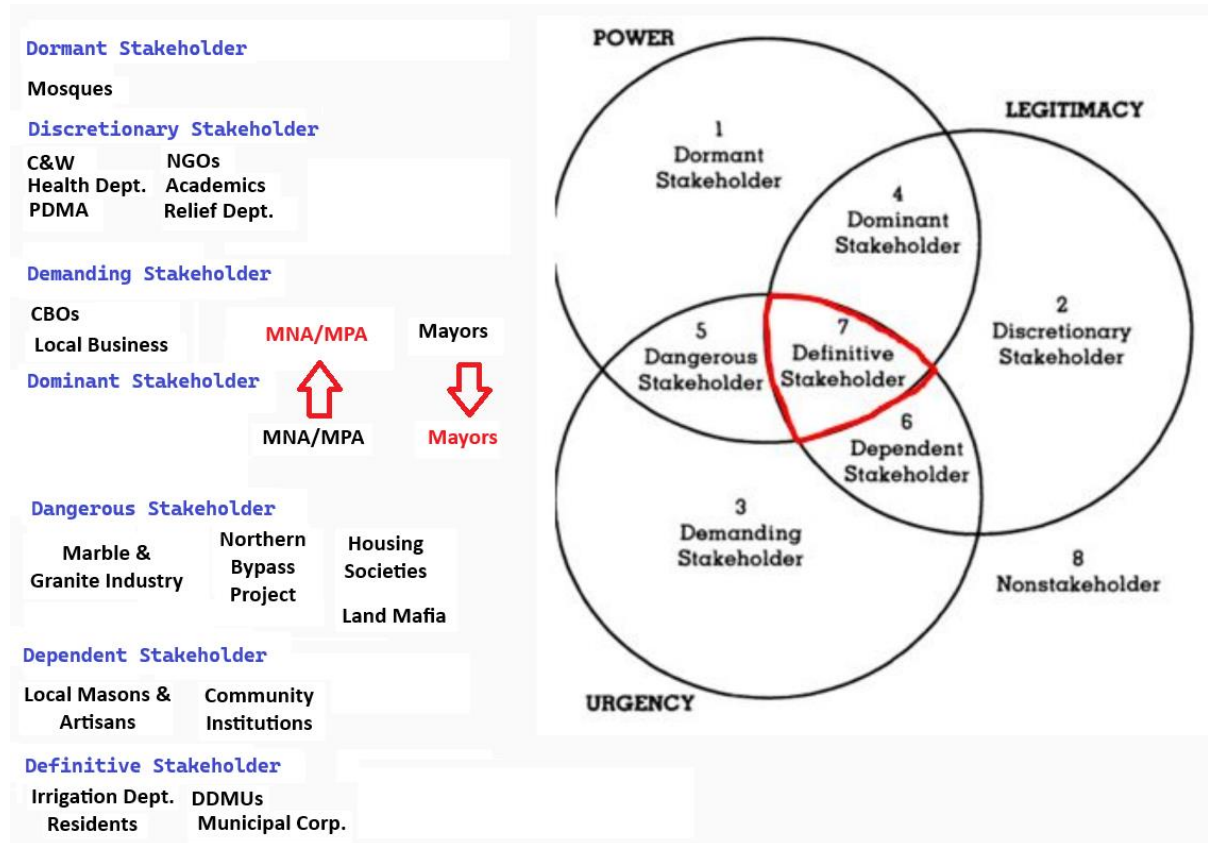 Dormant Stakeholder
Mosques
Discretionary Stakeholder
C&W NGOs
Health Dept. Academics
PDMA Relief Dept.
Demanding Stakeholder
CBOs
Local Business
MNA/MPA
Mayors
Dominant Stakeholder
MNA/MPA
Mayors
Dangerous Stakeholder
Marble &
Granite Industry
Northern
Bypass
Project
Housing
Societies
Land Mafia
Dependent Stakeholder
Local Masons &
Artisans
Community
Institutions
Definitive Stakeholder
Irrigation Dept. DDMUs
Residents Municipal Corp.
POWER
LEGITIMACY
1
Dormant
Stakeholder
4
Dominant
Stakeholder
2
Discretionary
Stakeholder
5
Dangerous
Stakeholder
7
Definitive
Stakeholder
6
Dependent
Stakeholder
3
Demanding
Stakeholder
8
Nonstakeholder
URGENCY